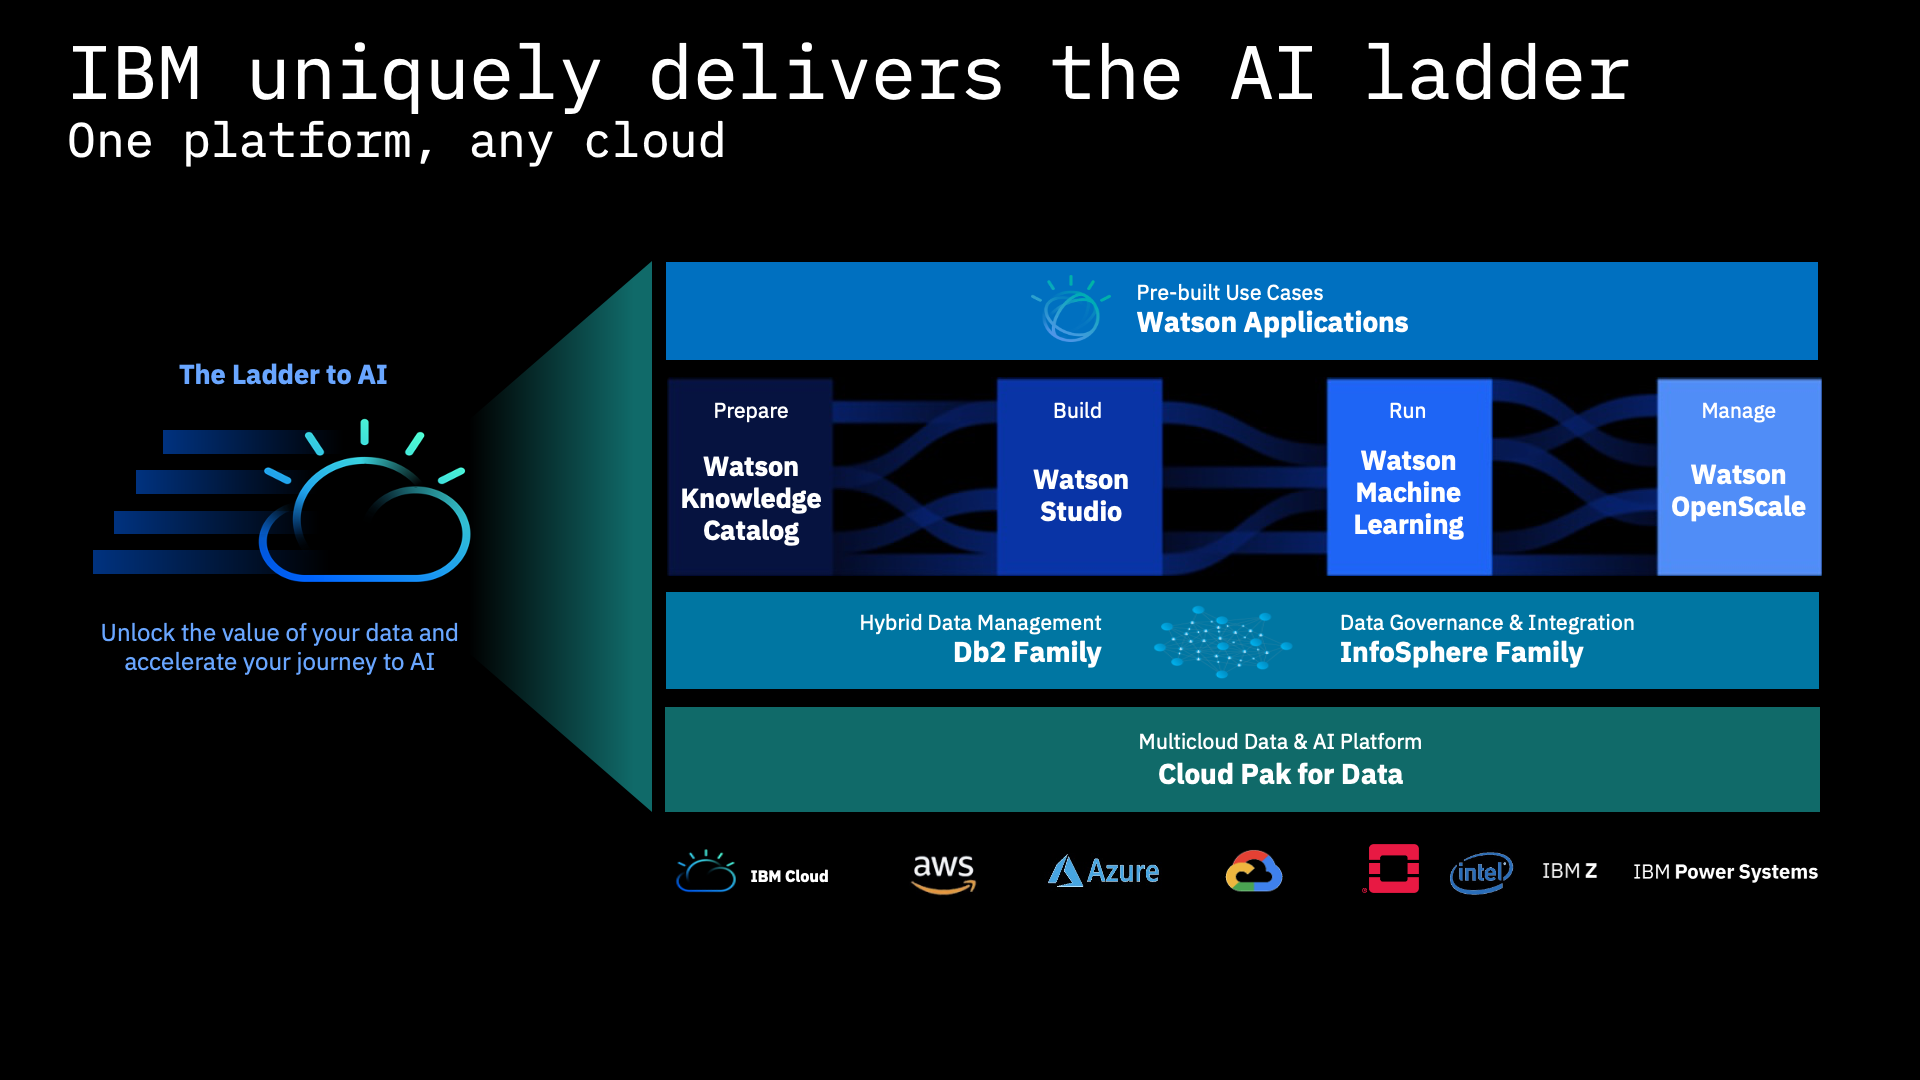 IBM uniquely delivers the AI ladder
One platform, any cloud
The Ladder to AI
Unlock the value of your data and
accelerate your journey to AI
Pre-built Use Cases
Watson Applications
Prepare
Watson
Knowledge
Catalog
Build
Watson
Studio
Run
Watson
Machine
Learning
Manage
Watson
OpenScale
Hybrid Data Management
Db2 Family
Data Governance & Integration
InfoSphere Family
Multicloud Data & AI Platform
Cloud Pak for Data
IBM Cloud
aws
Azure
intel
IBM Z
IBM Power Systems